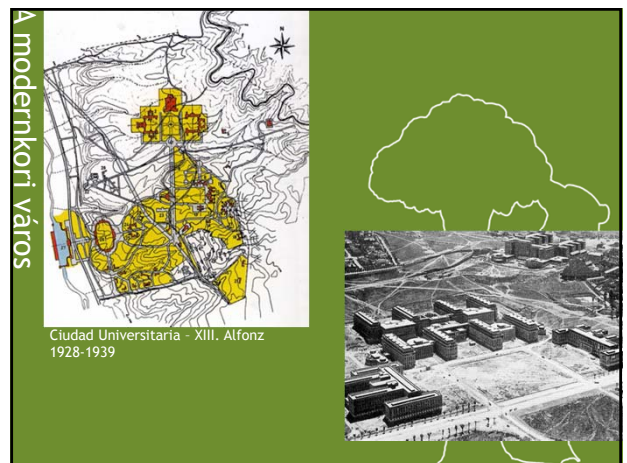 A modernkori város
N
Ciudad Universitaria – XIII. Alfonz
1928-1939